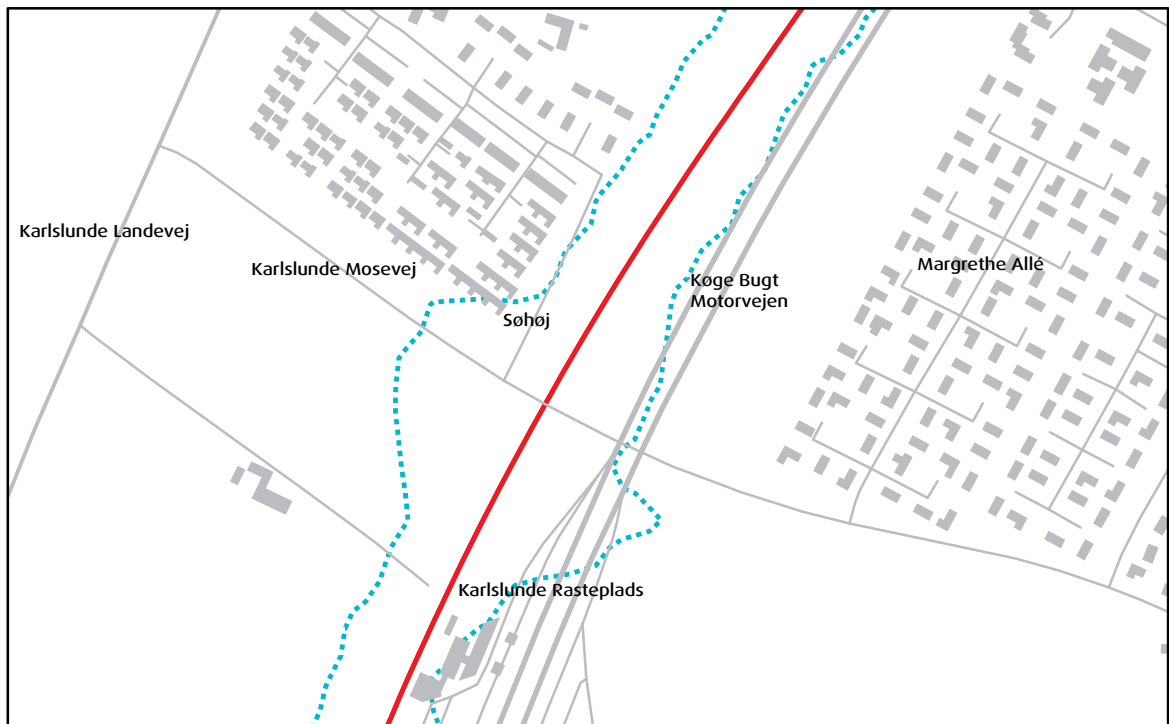 Karlslunde Landevej
Karlslunde Mosevej
Margrethe Allé
Køge Bugt
Motorvejen
Søhøj
Karlslunde Rasteplads